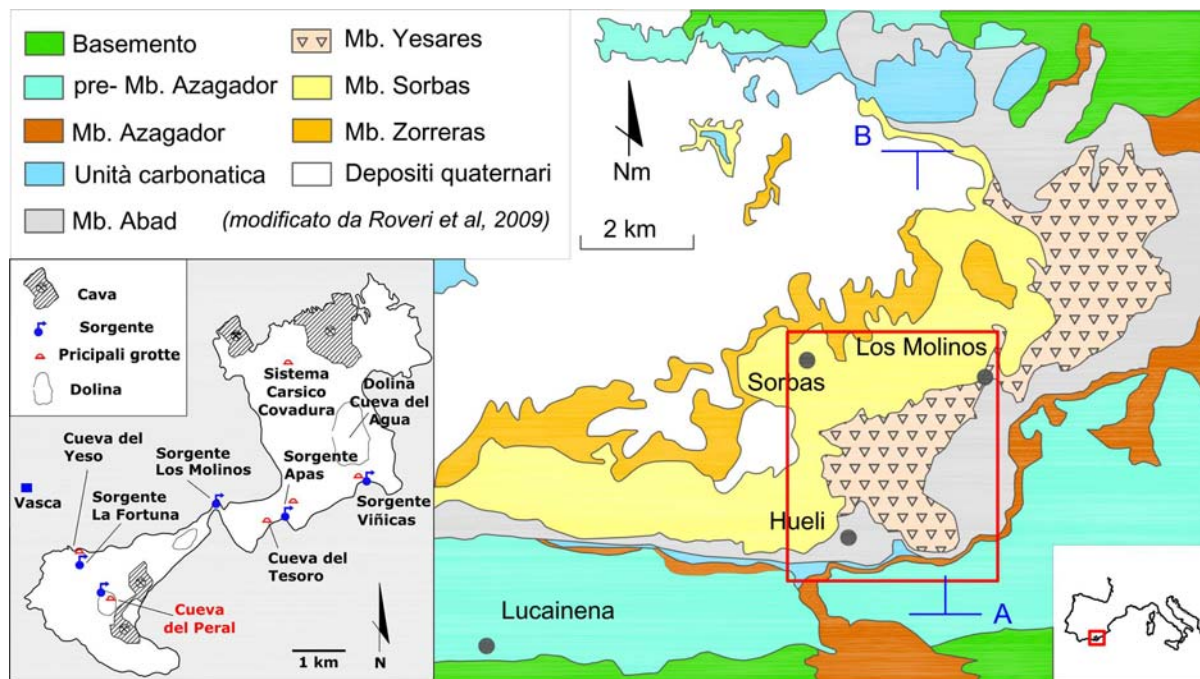 Basemento
pre- Mb. Azagador
Mb. Azagador
Unità carbonatica
Mb. Abad
Mb. Yesares
Mb. Sorbas
Mb. Zorreras
Depositi quaternari
(modificato da Roveri et al, 2009)
Nm
2 km
B
Los Molinos
Sorbas
Hueli
Lucainena
A
Cava
Sorgente
Pricipali grotte
Dolina
Sistema
Carsico
Covadura
Dolina
Cueva del
Agua
Cueva del
Yeso
Sorgente
Los Molinos
Sorgente
Apas
Vasca
Sorgente
La Fortuna
Sorgente
Viñicas
Cueva del
Tesoro
Cueva
del Peral
1 km
N